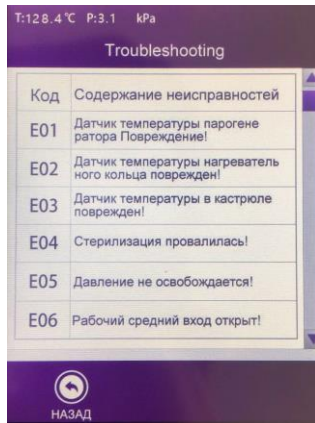 T:128.4℃ P:3.1 kPa
Troubleshooting
Код Содержание неисправностей
E01 Датчик температуры парогене
ратора Повреждение!
E02 Датчик температуры нагреватель
ного кольца поврежден!
E03 Датчик температуры в кастрюле
поврежден!
E04 Стерилизация провалилась!
E05 Давление не освобождается!
E06 Рабочий средний вход открыт!
НАЗАД